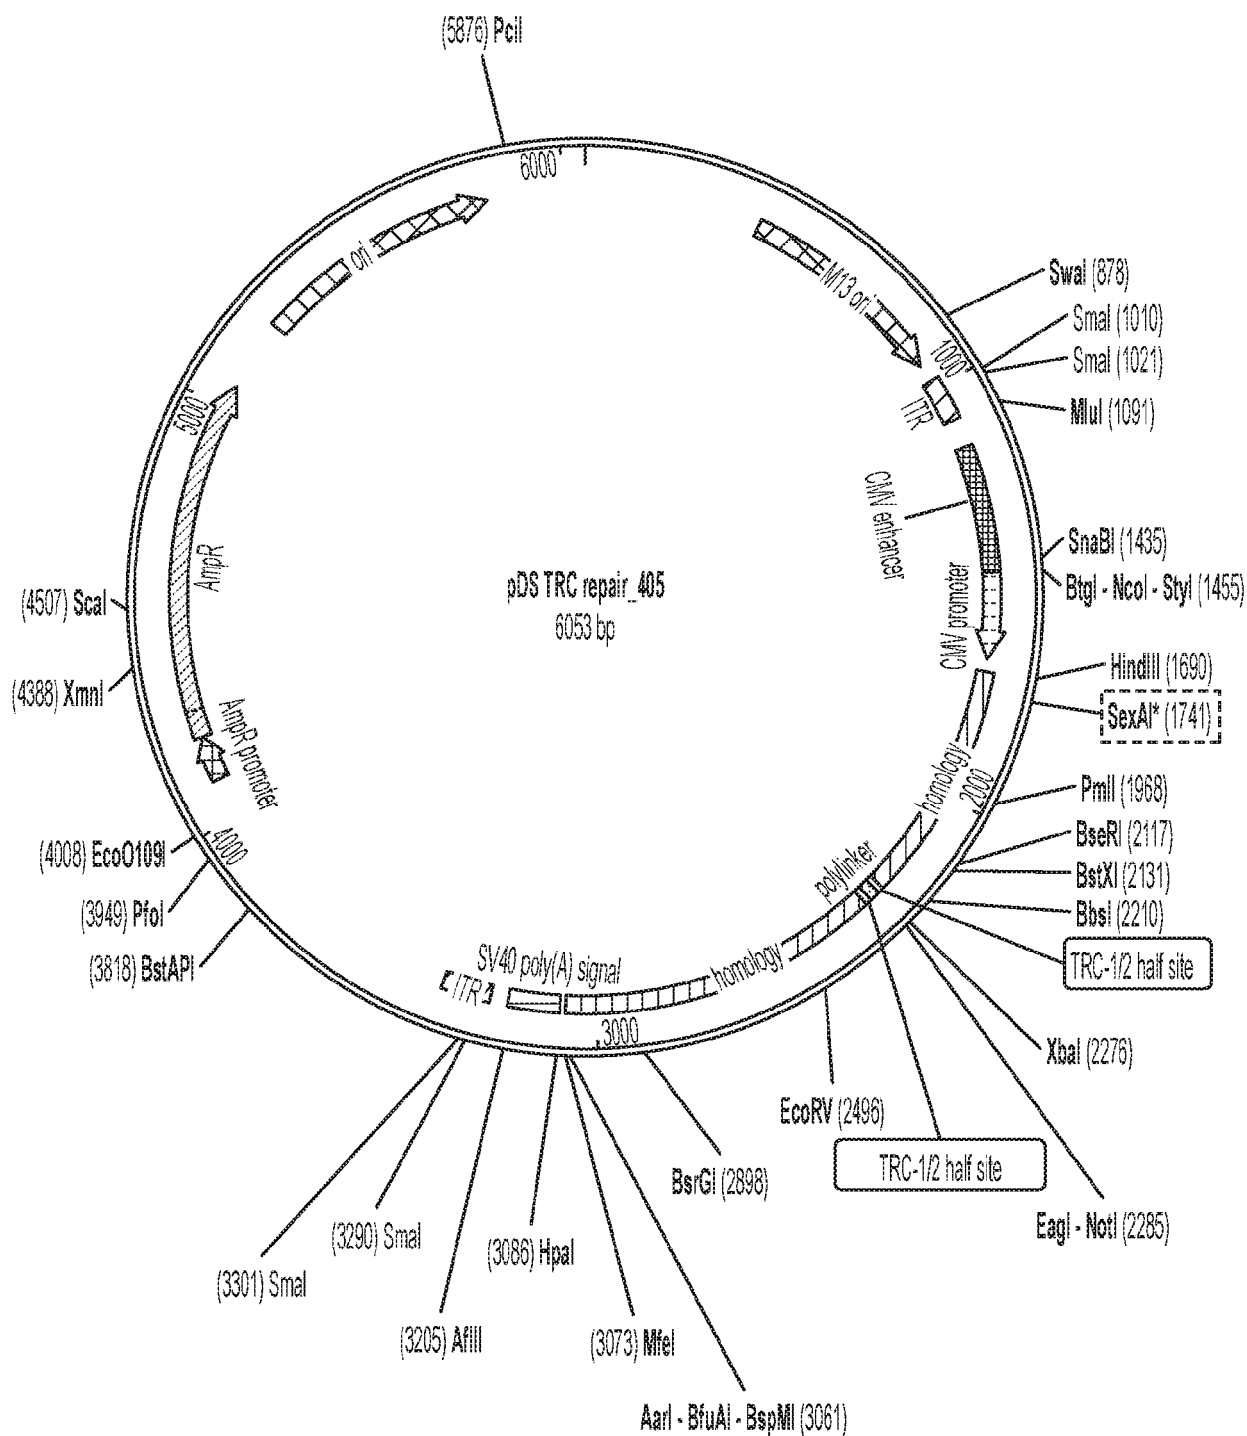 (5876) PciI
6000
ori
M13 ori
SwaI (878)
SmaI (1010)
SmaI (1021)
1000
MluI (1091)
ITR
5000
CMV enhancer
SnaBI (1435)
BtgI - NcoI - StyI (1455)
AmpR
pDS TRC repair_405
6053 bp
(4507) ScaI
CMV promoter
HindIII (1690)
(4388) XmnI
SexAI* (1741)
AmpR promoter
homology
2000
PmlI (1968)
BseRI (2117)
(4008) EcoO109I
4000
polylinker
BstXI (2131)
(3949) PfoI
BbsI (2210)
(3818) BstAPI
TRC-1/2 half site
SV40 poly(A) signal
homology
ITR
3000
XbaI (2276)
EcoRV (2496)
TRC-1/2 half site
BsrGI (2898)
EagI - NotI (2285)
(3290) SmaI
(3086) HpaI
(3301) SmaI
(3205) AflII
(3073) MfeI
AarI - BfuAI - BspMI (3061)